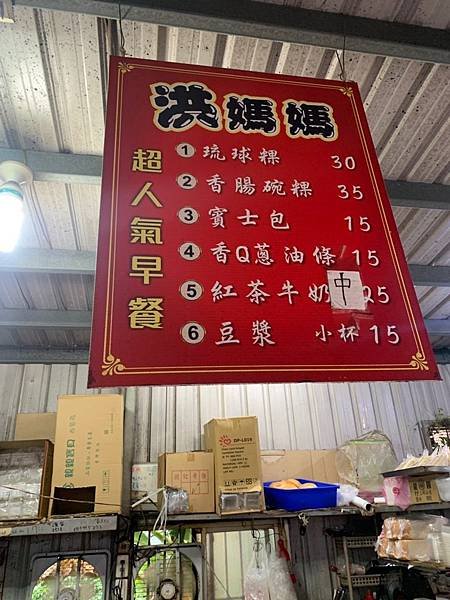 洪媽媽
超人氣早餐
1 琉球粿 30
2 香腸碗粿 35
3 賓士包 15
4 香Q蔥油條 15
5 紅茶牛奶 中 25
6 豆漿 小杯 15